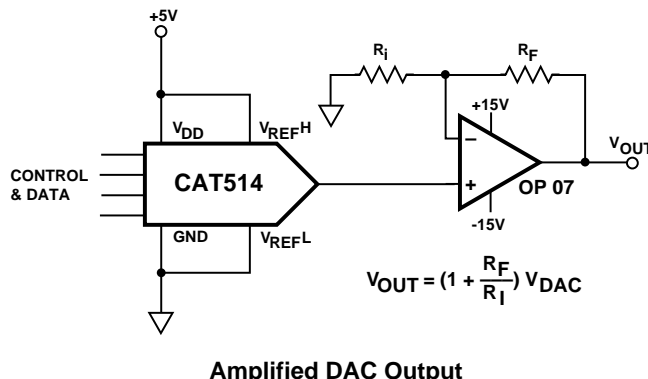 +5V
Ri
RF
+15V
VDD
VREFH
VOUT
CONTROL
& DATA
CAT514
–
+
OP 07
GND
VREFL
-15V
VOUT = (1 + RF/RI) VDAC
Amplified DAC Output